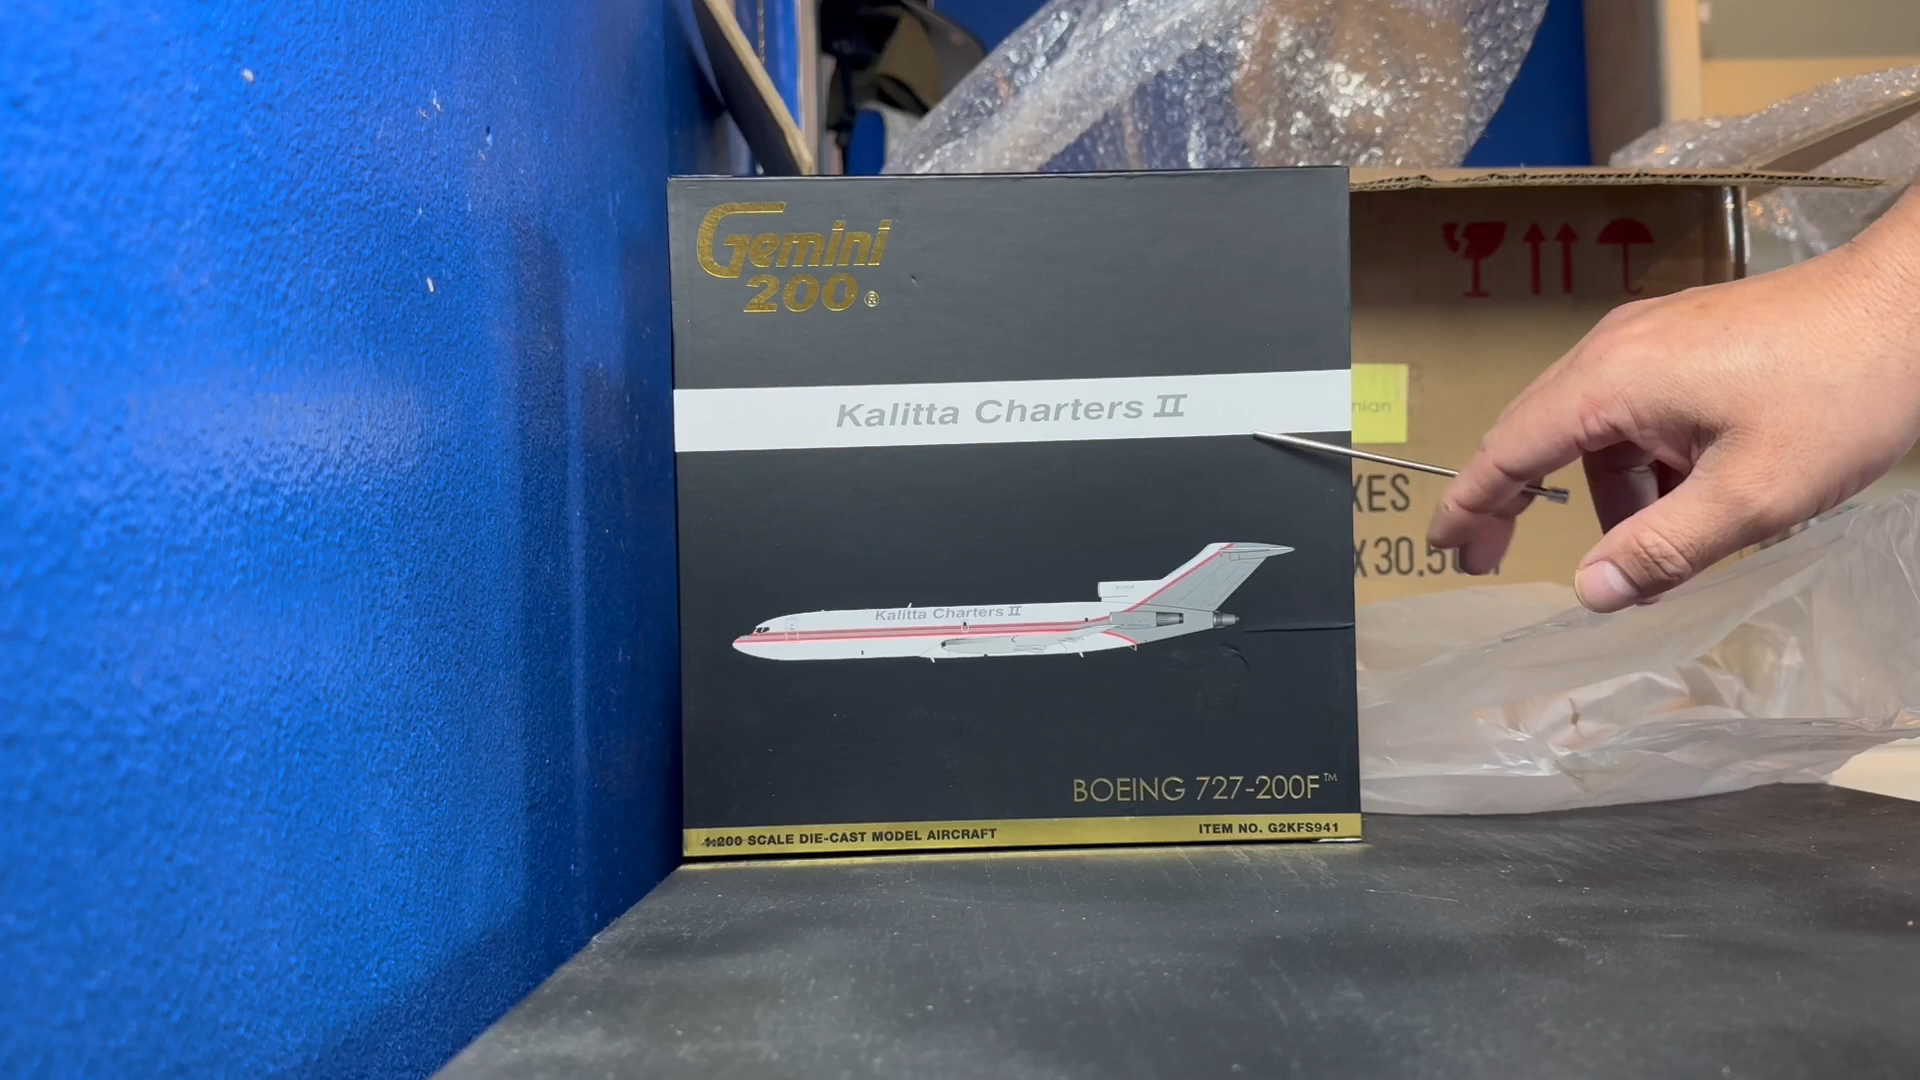 Gemini
200®
Kalitta Charters II
nian
XES
X 30.5
Kalitta Charters II
BOEING 727-200F™
1:200 SCALE DIE-CAST MODEL AIRCRAFT
ITEM NO. G2KFS941